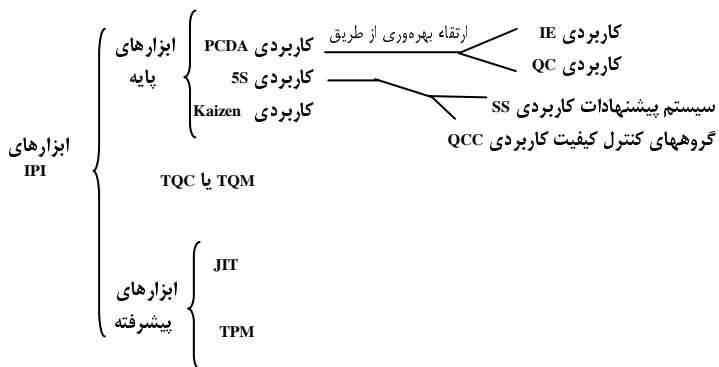 ابزارهای
IPI
ابزارهای
پایه
PCDA کاربردی
5S کاربردی
Kaizen کاربردی
ارتقاء بهره‌وری از طریق
IE کاربردی
QC کاربردی
سیستم پیشنهادات کاربردی SS
گروههای کنترل کیفیت کاربردی QCC
TQM یا TQC
ابزارهای
پیشرفته
JIT
TPM